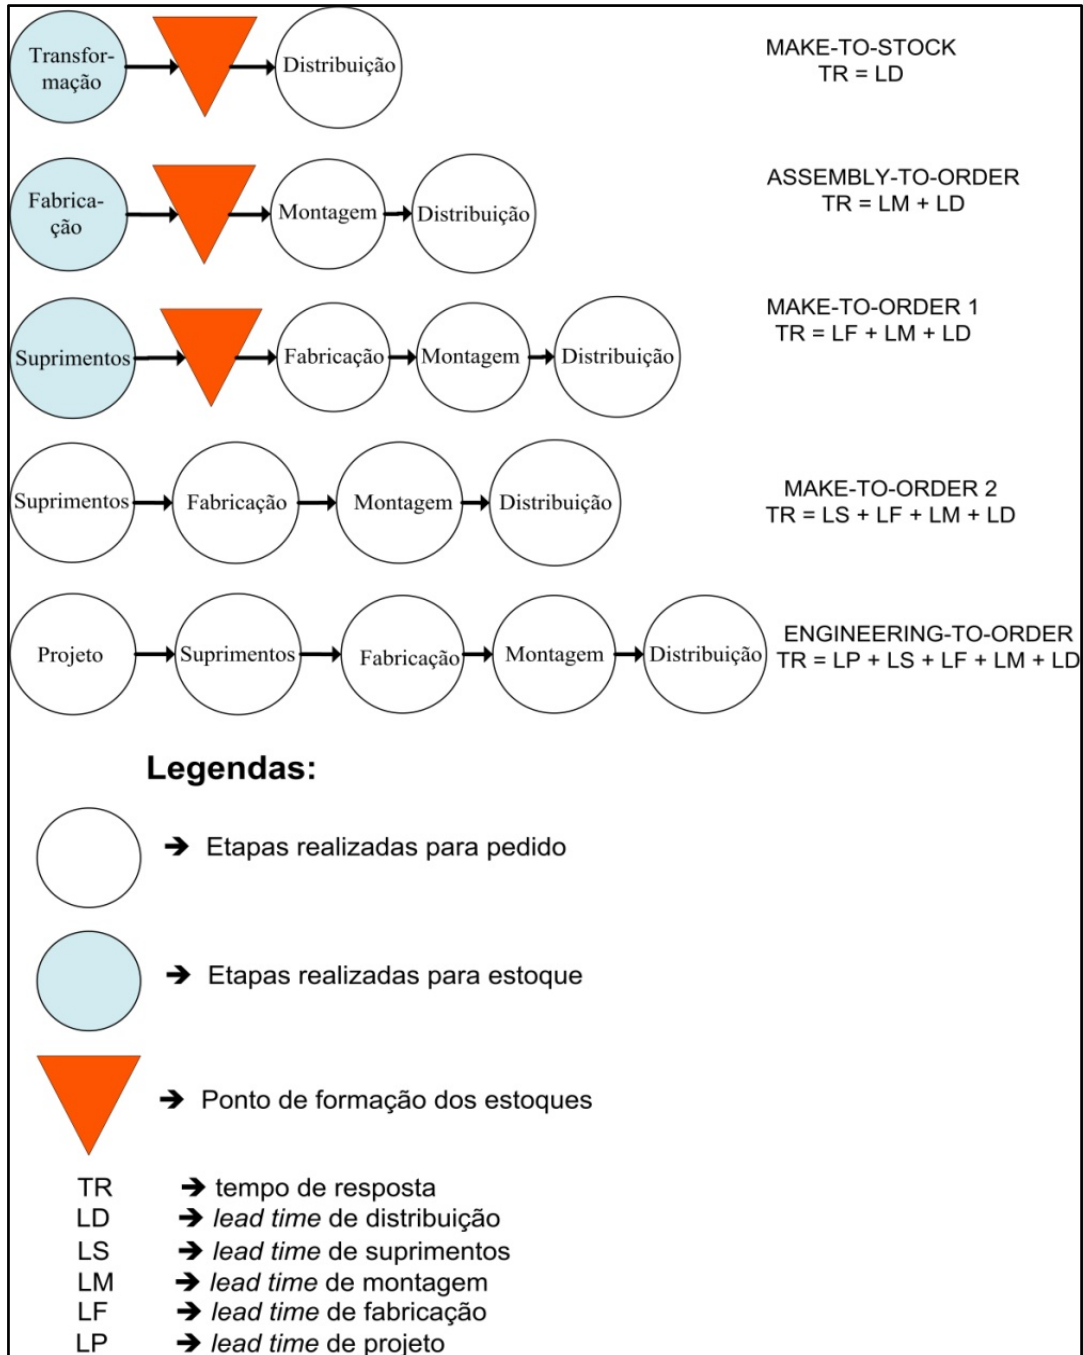 Transfor-
mação
Distribuição
MAKE-TO-STOCK
TR = LD
Fabrica-
ção
Montagem
Distribuição
ASSEMBLY-TO-ORDER
TR = LM + LD
Suprimentos
Fabricação
Montagem
Distribuição
MAKE-TO-ORDER 1
TR = LF + LM + LD
Suprimentos
Fabricação
Montagem
Distribuição
MAKE-TO-ORDER 2
TR = LS + LF + LM + LD
Projeto
Suprimentos
Fabricação
Montagem
Distribuição
ENGINEERING-TO-ORDER
TR = LP + LS + LF + LM + LD
Legendas:
➔ Etapas realizadas para pedido
➔ Etapas realizadas para estoque
➔ Ponto de formação dos estoques
TR ➔ tempo de resposta
LD ➔ lead time de distribuição
LS ➔ lead time de suprimentos
LM ➔ lead time de montagem
LF ➔ lead time de fabricação
LP ➔ lead time de projeto